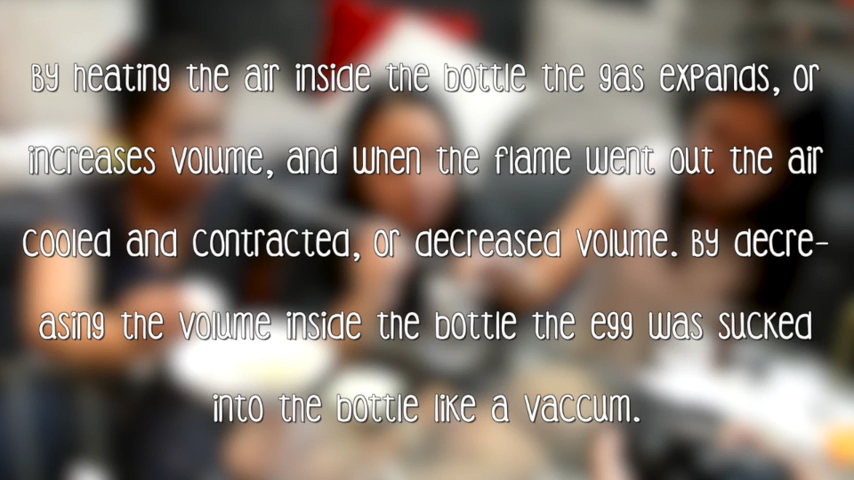 By heating the air inside the bottle the gas expands, or
increases volume, and when the flame went out the air
cooled and contracted, or decreased volume. By decre-
asing the volume inside the bottle the egg was sucked
into the bottle like a vaccum.